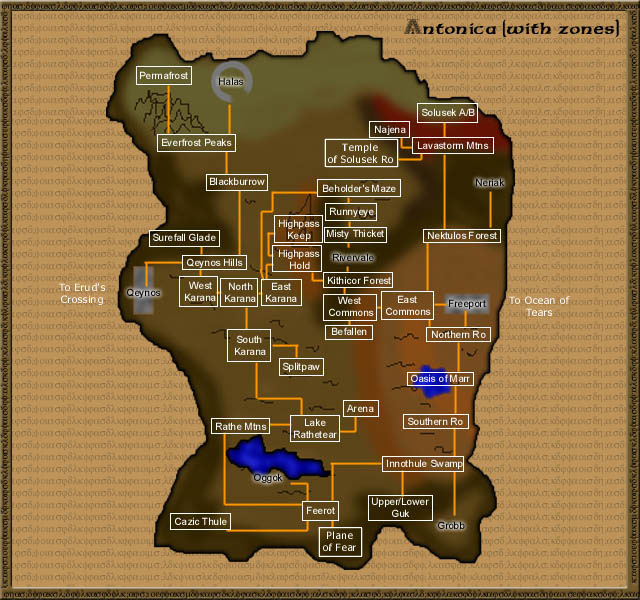 Antonica (with zones)
Permafrost
Halas
Everfrost Peaks
Blackburrow
Solusek A/B
Najena
Temple
of Solusek Ro
Lavastorm Mtns
Neriak
Beholder's Maze
Runnyeye
Misty Thicket
Rivervale
Nektulos Forest
Highpass
Keep
Highpass
Hold
Surefall Glade
Qeynos Hills
Kithicor Forest
To Erud's
Crossing
Qeynos
West
Karana
North
Karana
East
Karana
West
Commons
East
Commons
Freeport
To Ocean of
Tears
Befallen
Northern Ro
South
Karana
Splitpaw
Oasis of Marr
Arena
Rathe Mtns
Lake
Rathetear
Southern Ro
Innothule Swamp
Oggok
Upper/Lower
Guk
Feerot
Cazic Thule
Plane
of Fear
Grobb